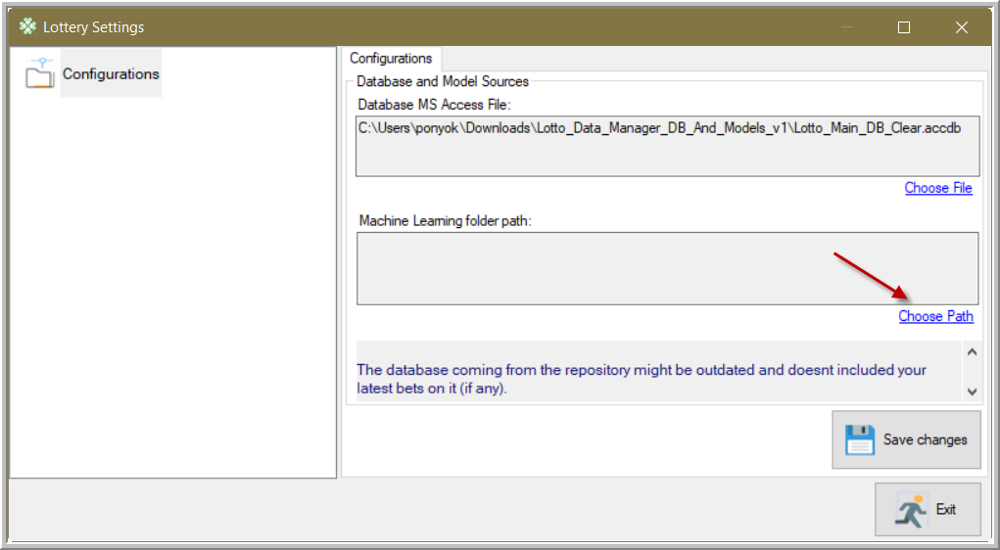 Lottery Settings
Configurations
Configurations
Database and Model Sources
Database MS Access File:
C:\Users\ponyok\Downloads\Lotto_Data_Manager_DB_And_Models_v1\Lotto_Main_DB_Clear.accdb
Choose File
Machine Learning folder path:
Choose Path
The database coming from the repository might be outdated and doesnt included your
latest bets on it (if any).
Save changes
Exit